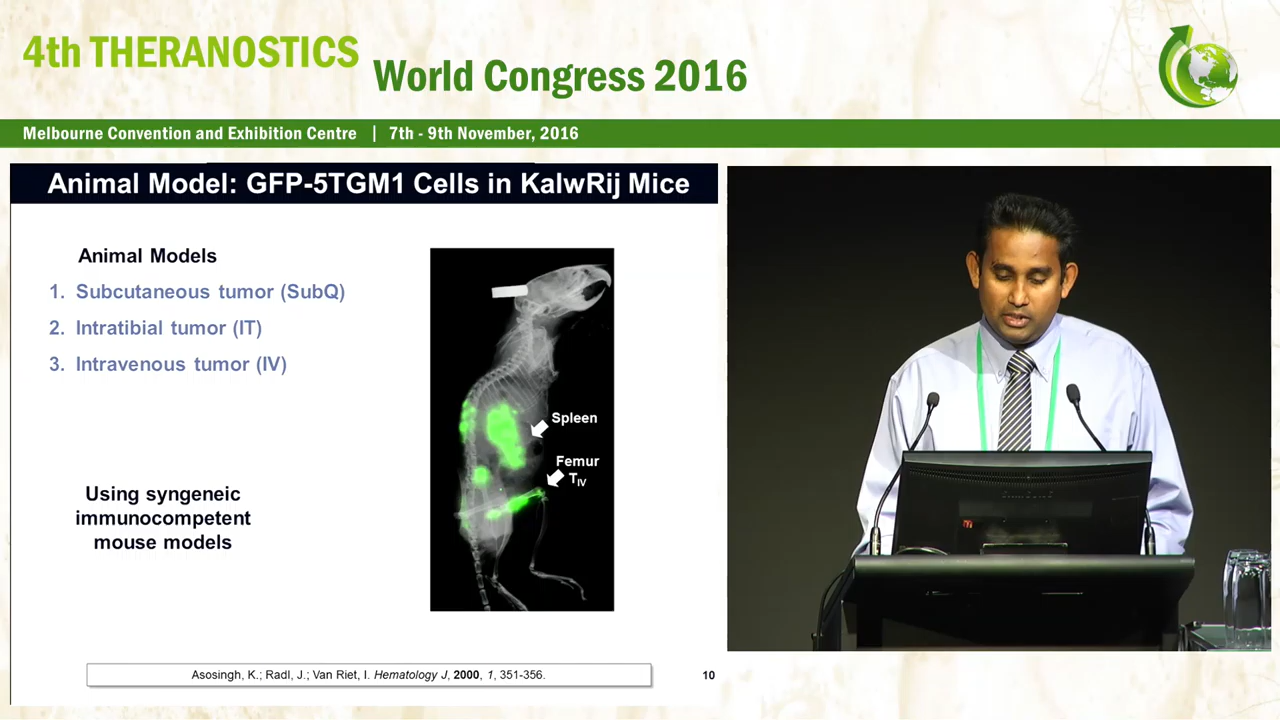 4th THERANOSTICS
World Congress 2016
Melbourne Convention and Exhibition Centre | 7th - 9th November, 2016
Animal Model: GFP-5TGM1 Cells in KalwRij Mice
Animal Models
1. Subcutaneous tumor (SubQ)
2. Intratibial tumor (IT)
3. Intravenous tumor (IV)
Spleen
Femur
TIV
Using syngeneic
immunocompetent
mouse models
Asosingh, K.; Radl, J.; Van Riet, I. Hematology J, 2000, 1, 351-356.
10
SAMSUNG